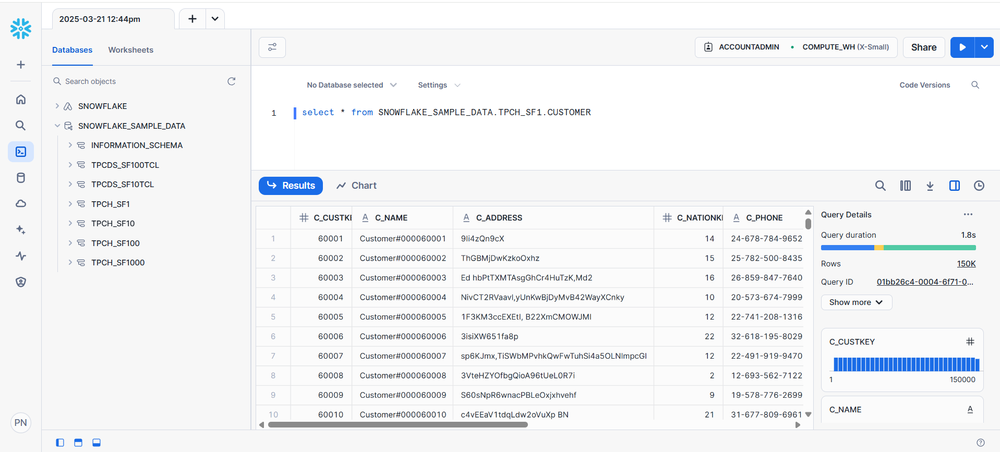 2025-03-21 12:44pm
Databases Worksheets
ACCOUNTADMIN COMPUTE_WH (X-Small) Share
Search objects
No Database selected Settings Code Versions
SNOWFLAKE
SNOWFLAKE_SAMPLE_DATA
INFORMATION_SCHEMA
TPCDS_SF100TCL
TPCDS_SF10TCL
TPCH_SF1
TPCH_SF10
TPCH_SF100
TPCH_SF1000
1 select * from SNOWFLAKE_SAMPLE_DATA.TPCH_SF1.CUSTOMER
Results Chart
C_CUSTKE C_NAME C_ADDRESS C_NATIONKI C_PHONE
1 60001 Customer#000060001 9Ii4zQn9cX 14 24-678-784-9652
2 60002 Customer#000060002 ThGBMjDwKzkoOxhz 15 25-782-500-8435
3 60003 Customer#000060003 Ed hbPtTXMTAsgGhCr4HuTzK,Md2 16 26-859-847-7640
4 60004 Customer#000060004 NivCT2RVaavl,yUnKwBjDyMvB42WayXCnky 10 20-573-674-7999
5 60005 Customer#000060005 1F3KM3ccEXEtI, B22XmCMOWJMl 12 22-741-208-1316
6 60006 Customer#000060006 3isiXW651fa8p 22 32-618-195-8029
7 60007 Customer#000060007 sp6KJmx,TiSWbMPvhkQwFwTuhSi4a5OLNImpcGI 12 22-491-919-9470
8 60008 Customer#000060008 3VteHZYOfbgQioA96tUeL0R7i 2 12-693-562-7122
9 60009 Customer#000060009 S60sNpR6wnacPBLeOxjxhvehf 9 19-578-776-2699
10 60010 Customer#000060010 c4vEEaV1tdqLdw2oVuXp BN 21 31-677-809-6961
Query Details
Query duration 1.8s
Rows 150K
Query ID 01bb26c4-0004-6f71-0...
Show more
C_CUSTKEY
1 150000
C_NAME
PN